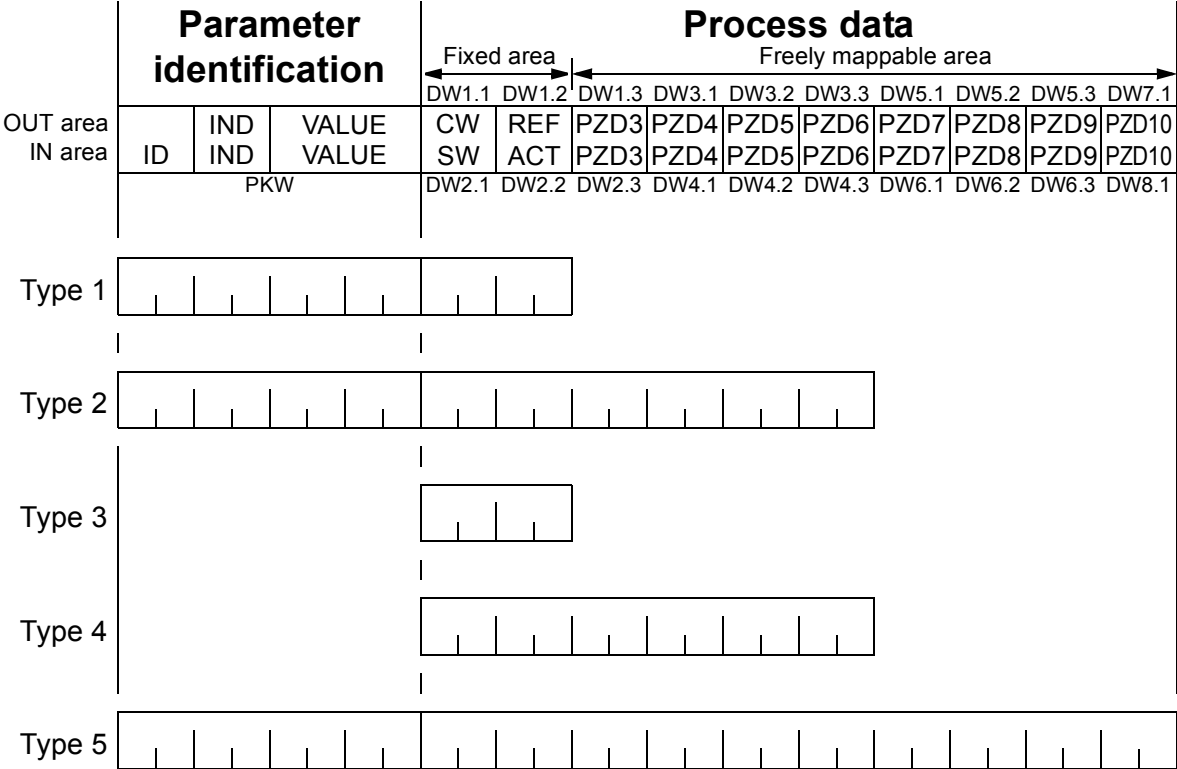 Parameter
identification
Process data
Fixed area
Freely mappable area
DW1.1 DW1.2 DW1.3 DW3.1 DW3.2 DW3.3 DW5.1 DW5.2 DW5.3 DW7.1
OUT area IND VALUE CW REF PZD3 PZD4 PZD5 PZD6 PZD7 PZD8 PZD9 PZD10
IN area ID IND VALUE SW ACT PZD3 PZD4 PZD5 PZD6 PZD7 PZD8 PZD9 PZD10
PKW DW2.1 DW2.2 DW2.3 DW4.1 DW4.2 DW4.3 DW6.1 DW6.2 DW6.3 DW8.1
Type 1
Type 2
Type 3
Type 4
Type 5